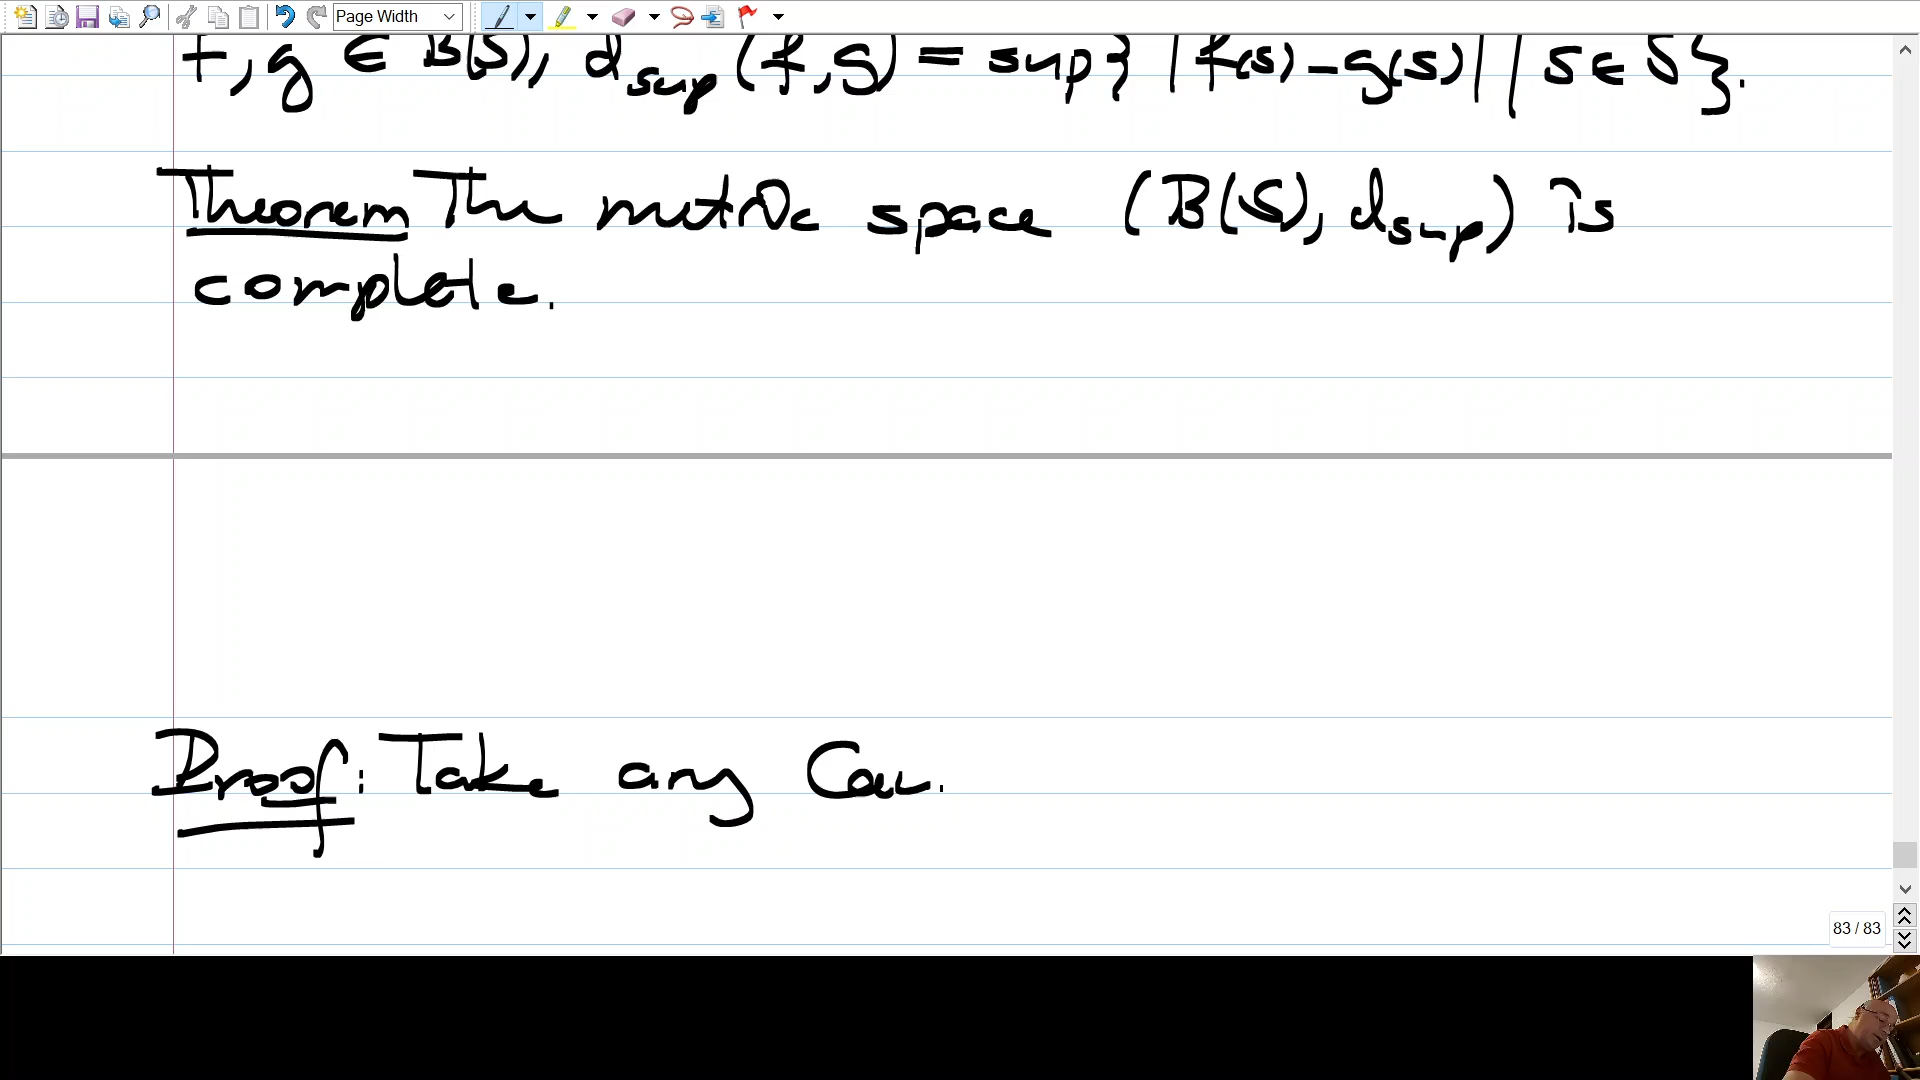 Page Width
f, g ∈ B(S), d_sup (f, g) = sup{ |f(s) - g(s)| | s ∈ S }.
Theorem The metric space (B(S), d_sup) is
complete.
Proof: Take any Cau.
83 / 83